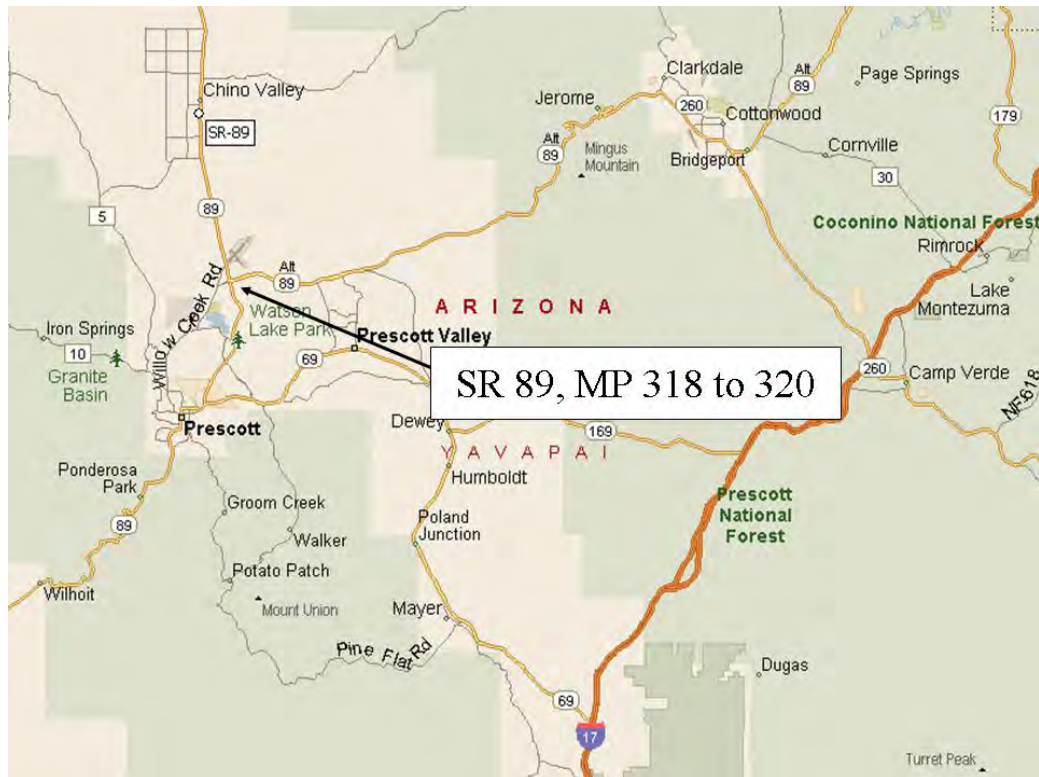 Chino Valley
SR-89
5
89
Willow Creek Rd
Alt
89
Watson
Lake Park
Iron Springs
10
Granite
Basin
Prescott
69
Prescott Valley
Jerome
Alt
89
Mingus
Mountain
Clarkdale
260
Cottonwood
Bridgeport
Alt
89
Page Springs
Cornville
30
179
Coconino National Forest
Rimrock
Lake
Montezuma
ARIZONA
SR 89, MP 318 to 320
260
Camp Verde
NF-618
Dewey
169
YAVAPAI
Humboldt
Ponderosa
Park
89
Wilhoit
Groom Creek
Walker
Potato Patch
Mount Union
Poland
Junction
Mayer
Pine Flat Rd
Prescott
National
Forest
69
17
Dugas
Turret Peak